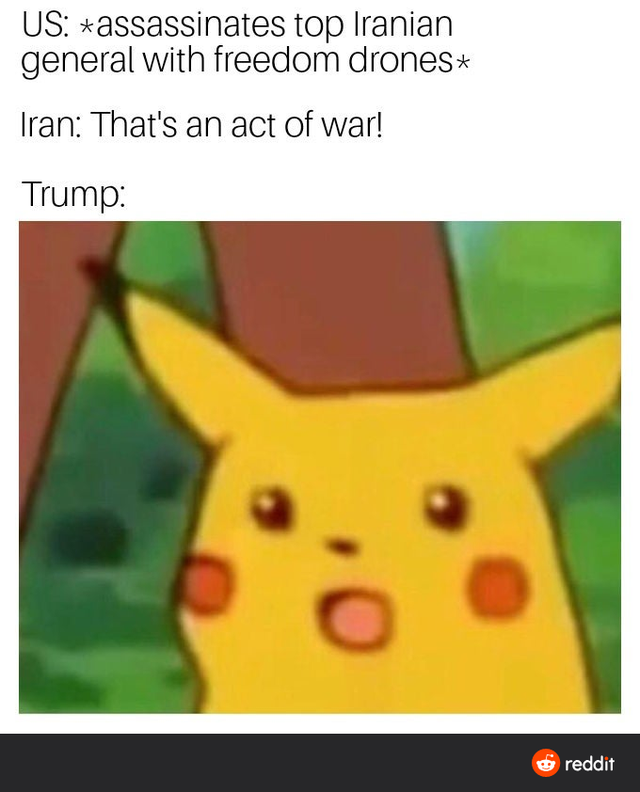 US: *assassinates top Iranian
general with freedom drones*
Iran: That's an act of war!
Trump:
reddit